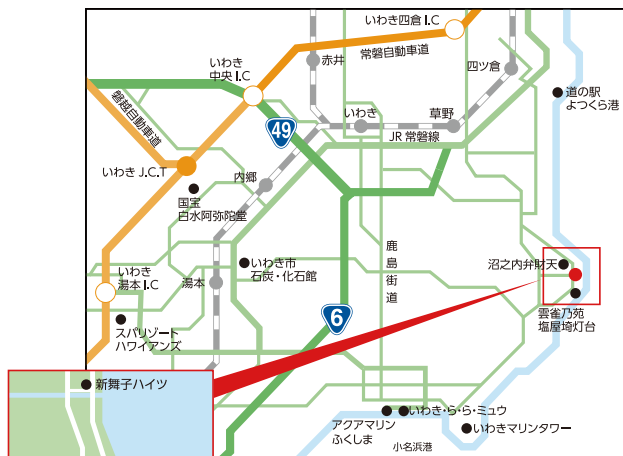 いわき四倉 I.C
常磐自動車道
赤井
いわき
中央 I.C
四ツ倉
道の駅
よつくら港
磐越自動車道
49
いわき
草野
JR 常磐線
いわき J.C.T
内郷
国宝
白水阿弥陀堂
鹿島街道
いわき市
石炭・化石館
沼之内弁財天
いわき
湯本 I.C
湯本
雲雀乃苑
塩屋埼灯台
6
スパリゾート
ハワイアンズ
新舞子ハイツ
いわき・ら・ら・ミュウ
アクアマリン
ふくしま
いわきマリンタワー
小名浜港